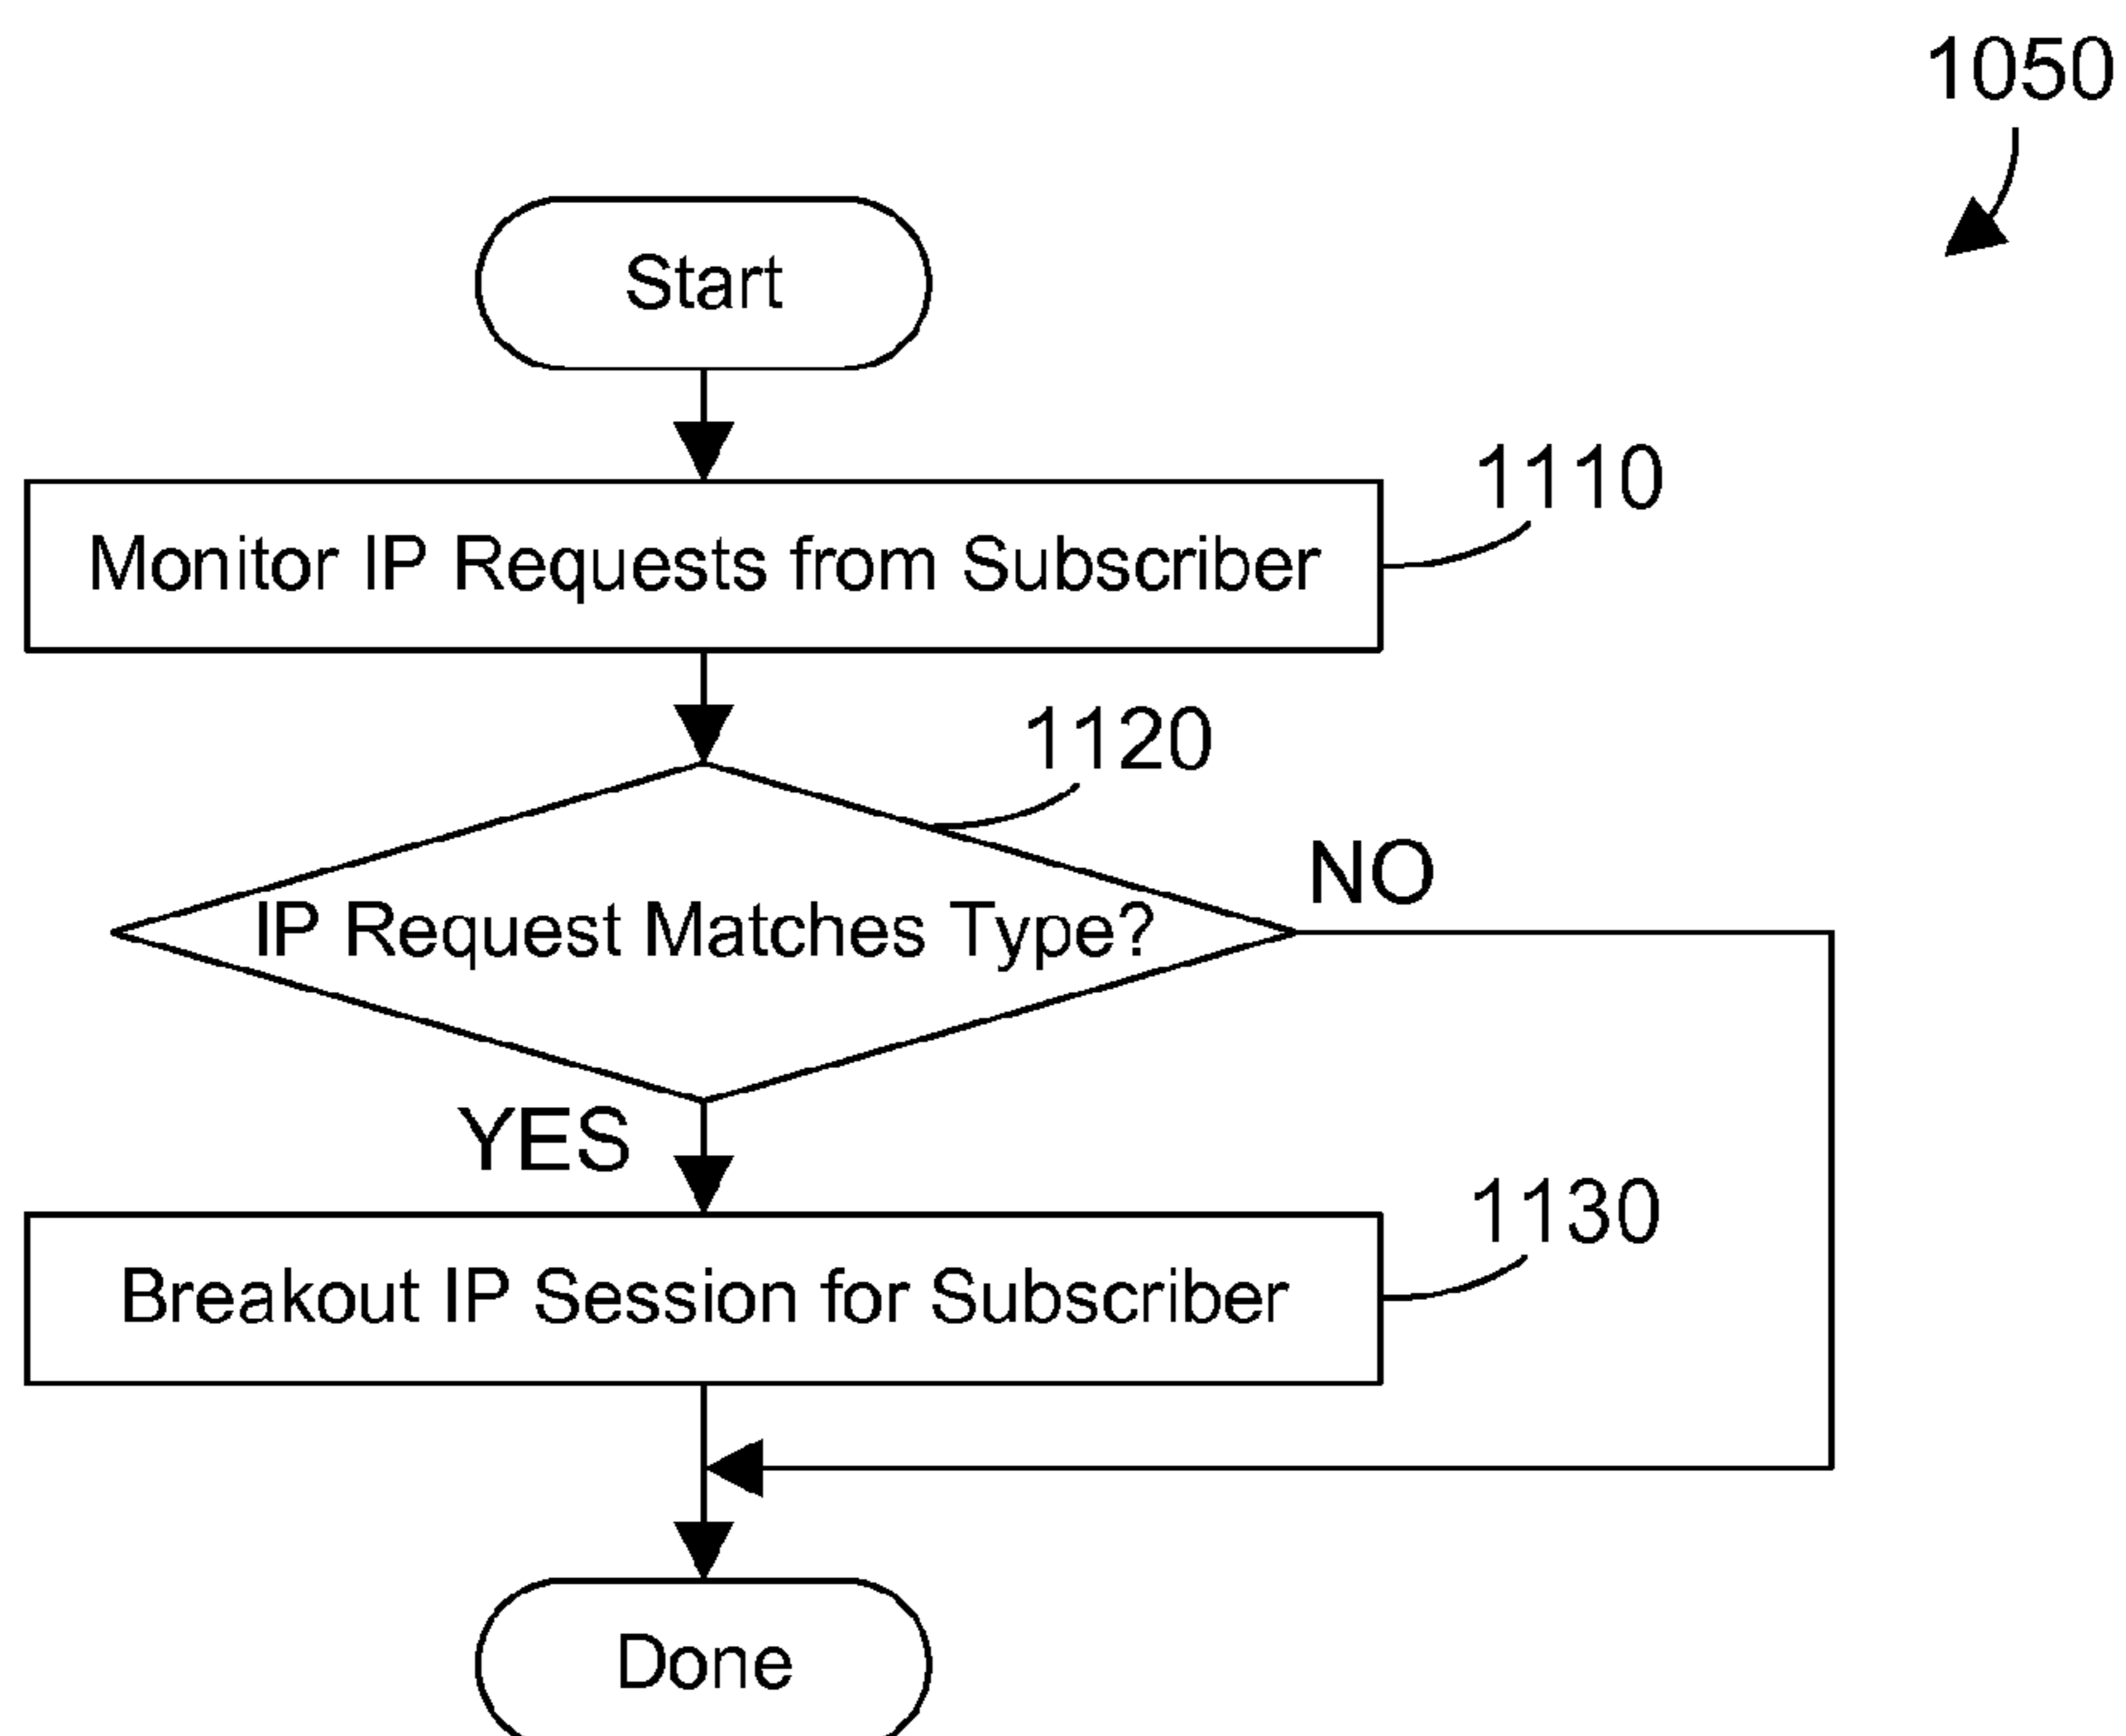 1050
Start
1110
Monitor IP Requests from Subscriber
1120
NO
IP Request Matches Type?
YES
1130
Breakout IP Session for Subscriber
Done